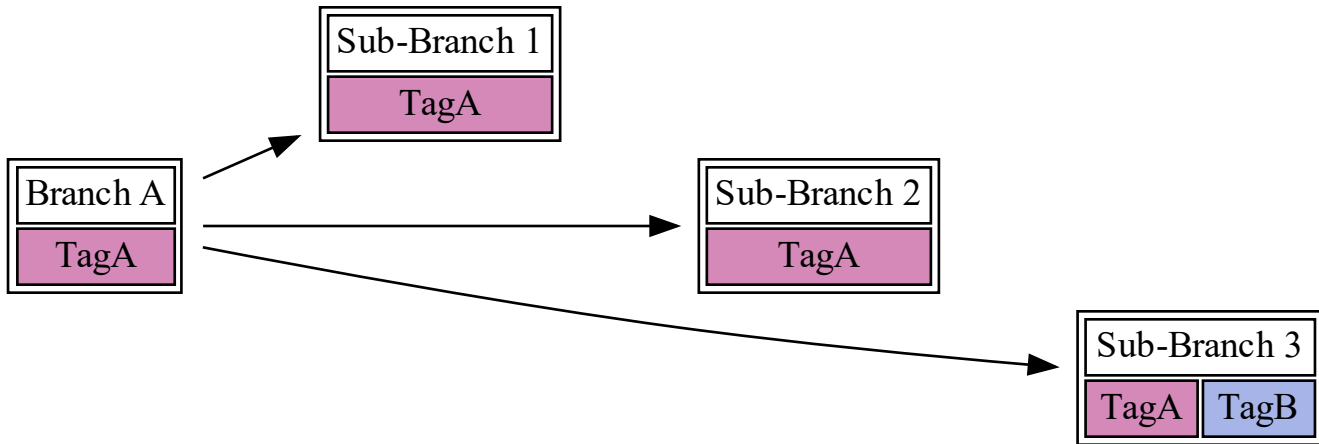 Sub-Branch 1
TagA
Branch A
TagA
Sub-Branch 2
TagA
Sub-Branch 3
TagA TagB